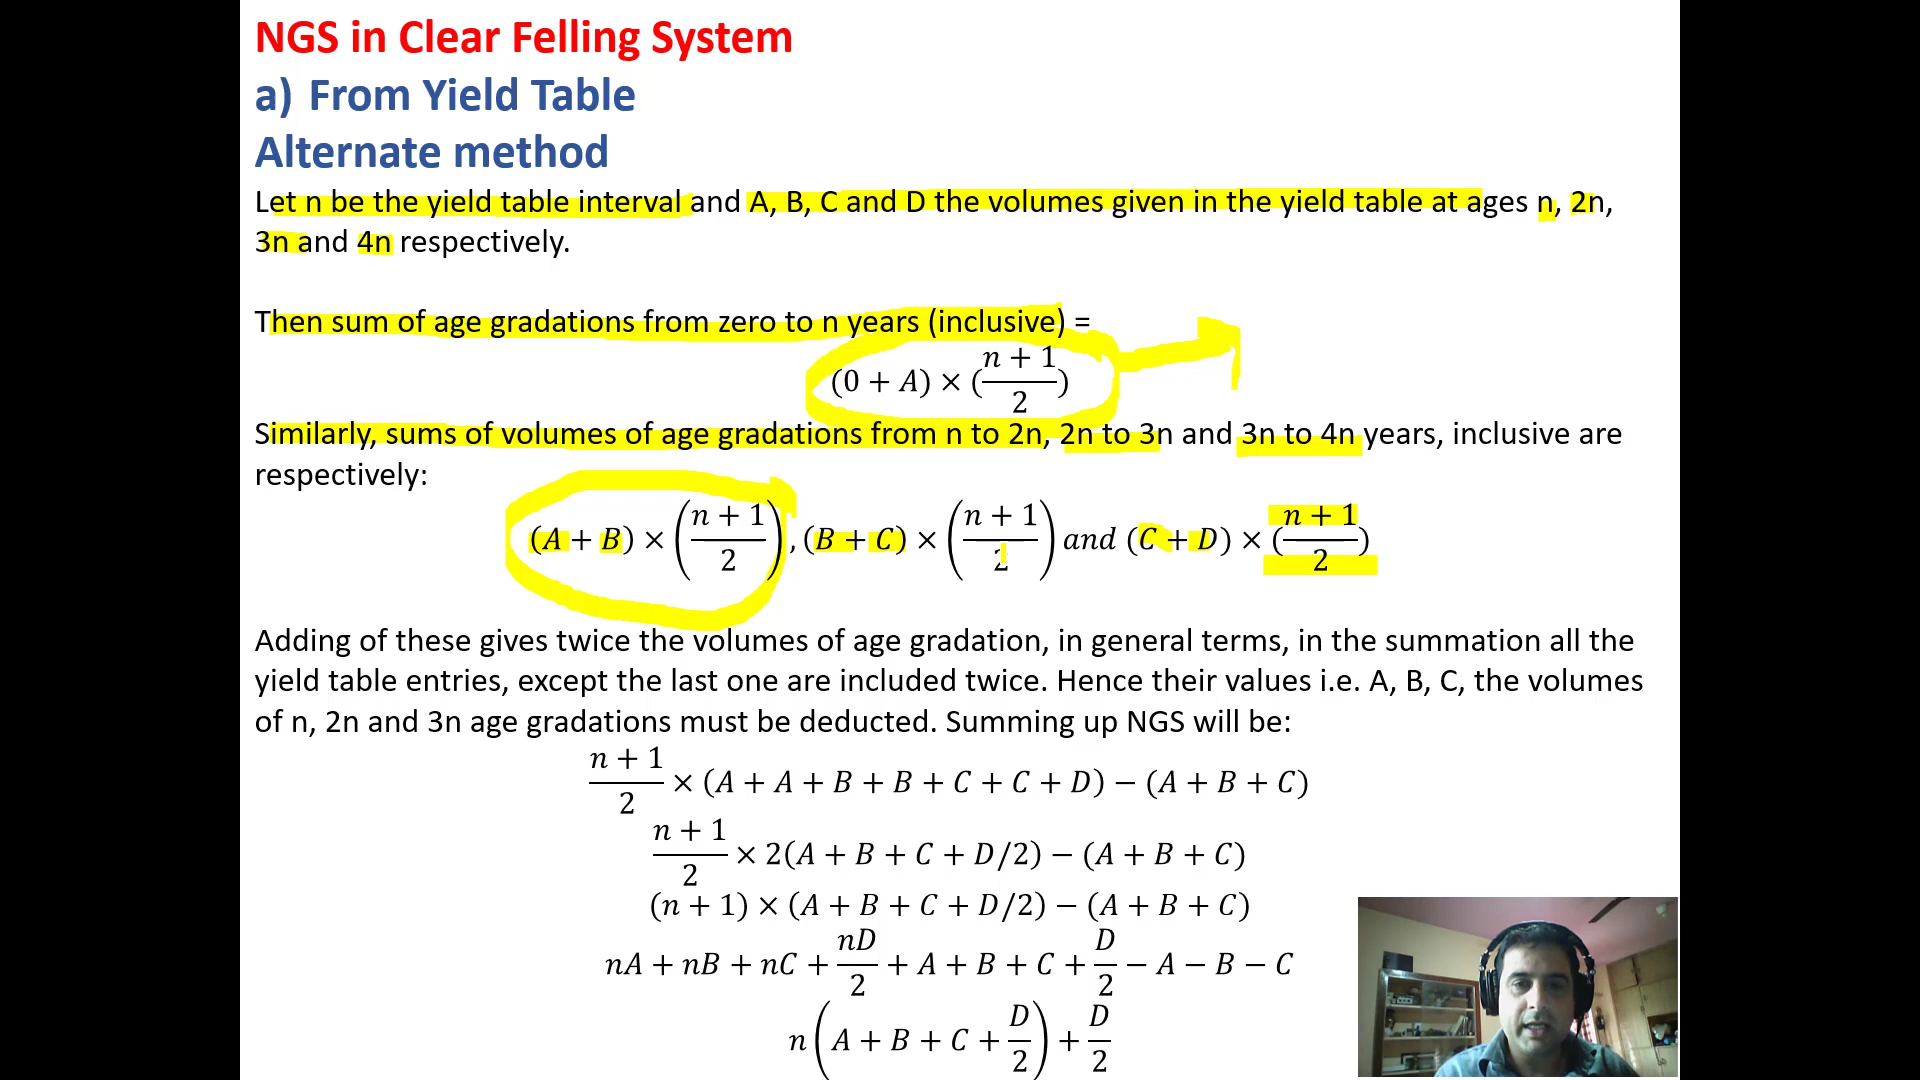 NGS in Clear Felling System
a) From Yield Table
Alternate method
Let n be the yield table interval and A, B, C and D the volumes given in the yield table at ages n, 2n,
3n and 4n respectively.
Then sum of age gradations from zero to n years (inclusive) =
(0 + A) × ((n + 1)/2)
Similarly, sums of volumes of age gradations from n to 2n, 2n to 3n and 3n to 4n years, inclusive are
respectively:
(A + B) × ((n + 1)/2), (B + C) × ((n + 1)/2) and (C + D) × ((n + 1)/2)
Adding of these gives twice the volumes of age gradation, in general terms, in the summation all the
yield table entries, except the last one are included twice. Hence their values i.e. A, B, C, the volumes
of n, 2n and 3n age gradations must be deducted. Summing up NGS will be:
(n + 1)/2 × (A + A + B + B + C + C + D) − (A + B + C)
(n + 1)/2 × 2(A + B + C + D/2) − (A + B + C)
(n + 1) × (A + B + C + D/2) − (A + B + C)
nA + nB + nC + nD/2 + A + B + C + D/2 − A − B − C
n(A + B + C + D/2) + D/2